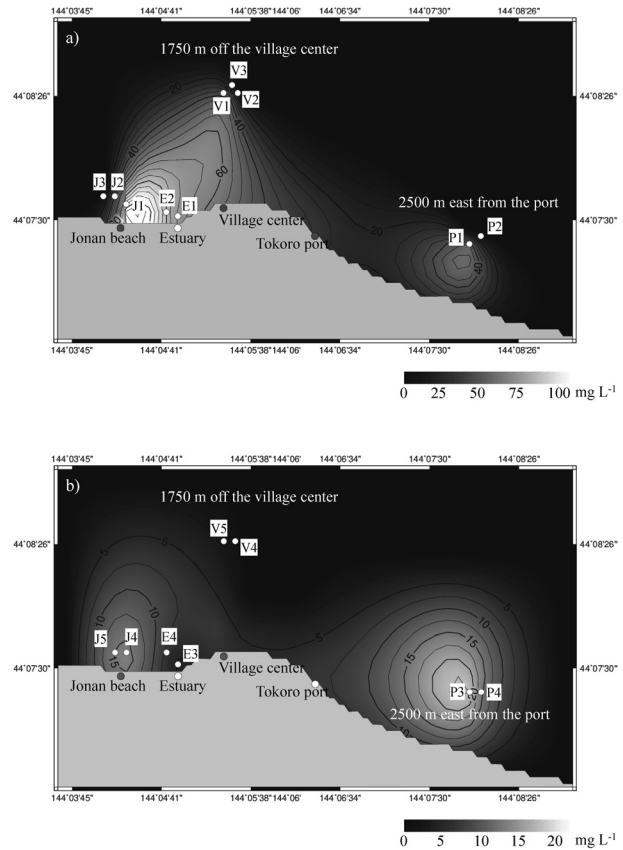 144°03'45" 144°04'41" 144°05'38" 144°06'34" 144°07'30" 144°08'26"
a)
1750 m off the village center
V3
44°08'26" 44°08'26"
20
V1 V2
40 40
60
J3 J2
2500 m east from the port
E2
J1 E1
P2
44°07'30" 44°07'30"
P1
20
40
Village center
Jonan beach Estuary Tokoro port
144°03'45" 144°04'41" 144°05'38" 144°06'34" 144°07'30" 144°08'26"
0 25 50 75 100 mg L-1
144°03'45" 144°04'41" 144°05'38" 144°06'34" 144°07'30" 144°08'26"
b)
1750 m off the village center
V5
44°08'26" 44°08'26"
V4
5 5
10 10
10
15 15
5 5
J5 J4 E4
E3
15
44°07'30" 44°07'30"
Village center
Jonan beach Estuary Tokoro port
P3 20 P4
2500 m east from the port
10
144°03'45" 144°04'41" 144°05'38" 144°06'34" 144°07'30" 144°08'26"
0 5 10 15 20 mg L-1